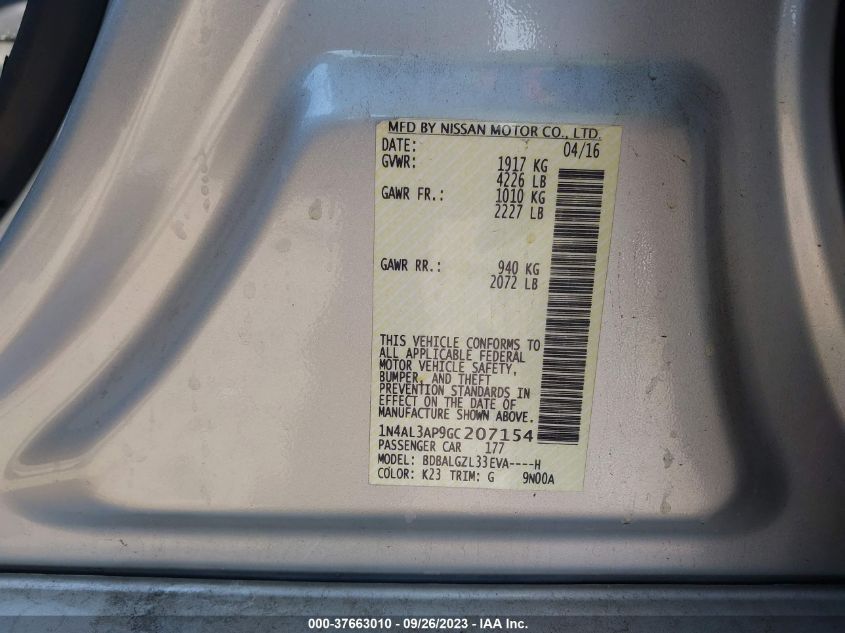 MFD BY NISSAN MOTOR CO., LTD.
DATE: 04/16
GVWR: 1917 KG
4226 LB
GAWR FR.: 1010 KG
2227 LB
GAWR RR.: 940 KG
2072 LB
THIS VEHICLE CONFORMS TO
ALL APPLICABLE FEDERAL
MOTOR VEHICLE SAFETY,
BUMPER, AND THEFT
PREVENTION STANDARDS IN
EFFECT ON THE DATE OF
MANUFACTURE SHOWN ABOVE.
1N4AL3AP9GC207154
PASSENGER CAR 177
MODEL: BDBALGZL33EVA----H
COLOR: K23 TRIM: G 9N00A
000-37663010 / 09/26/2023 / IAA Inc.